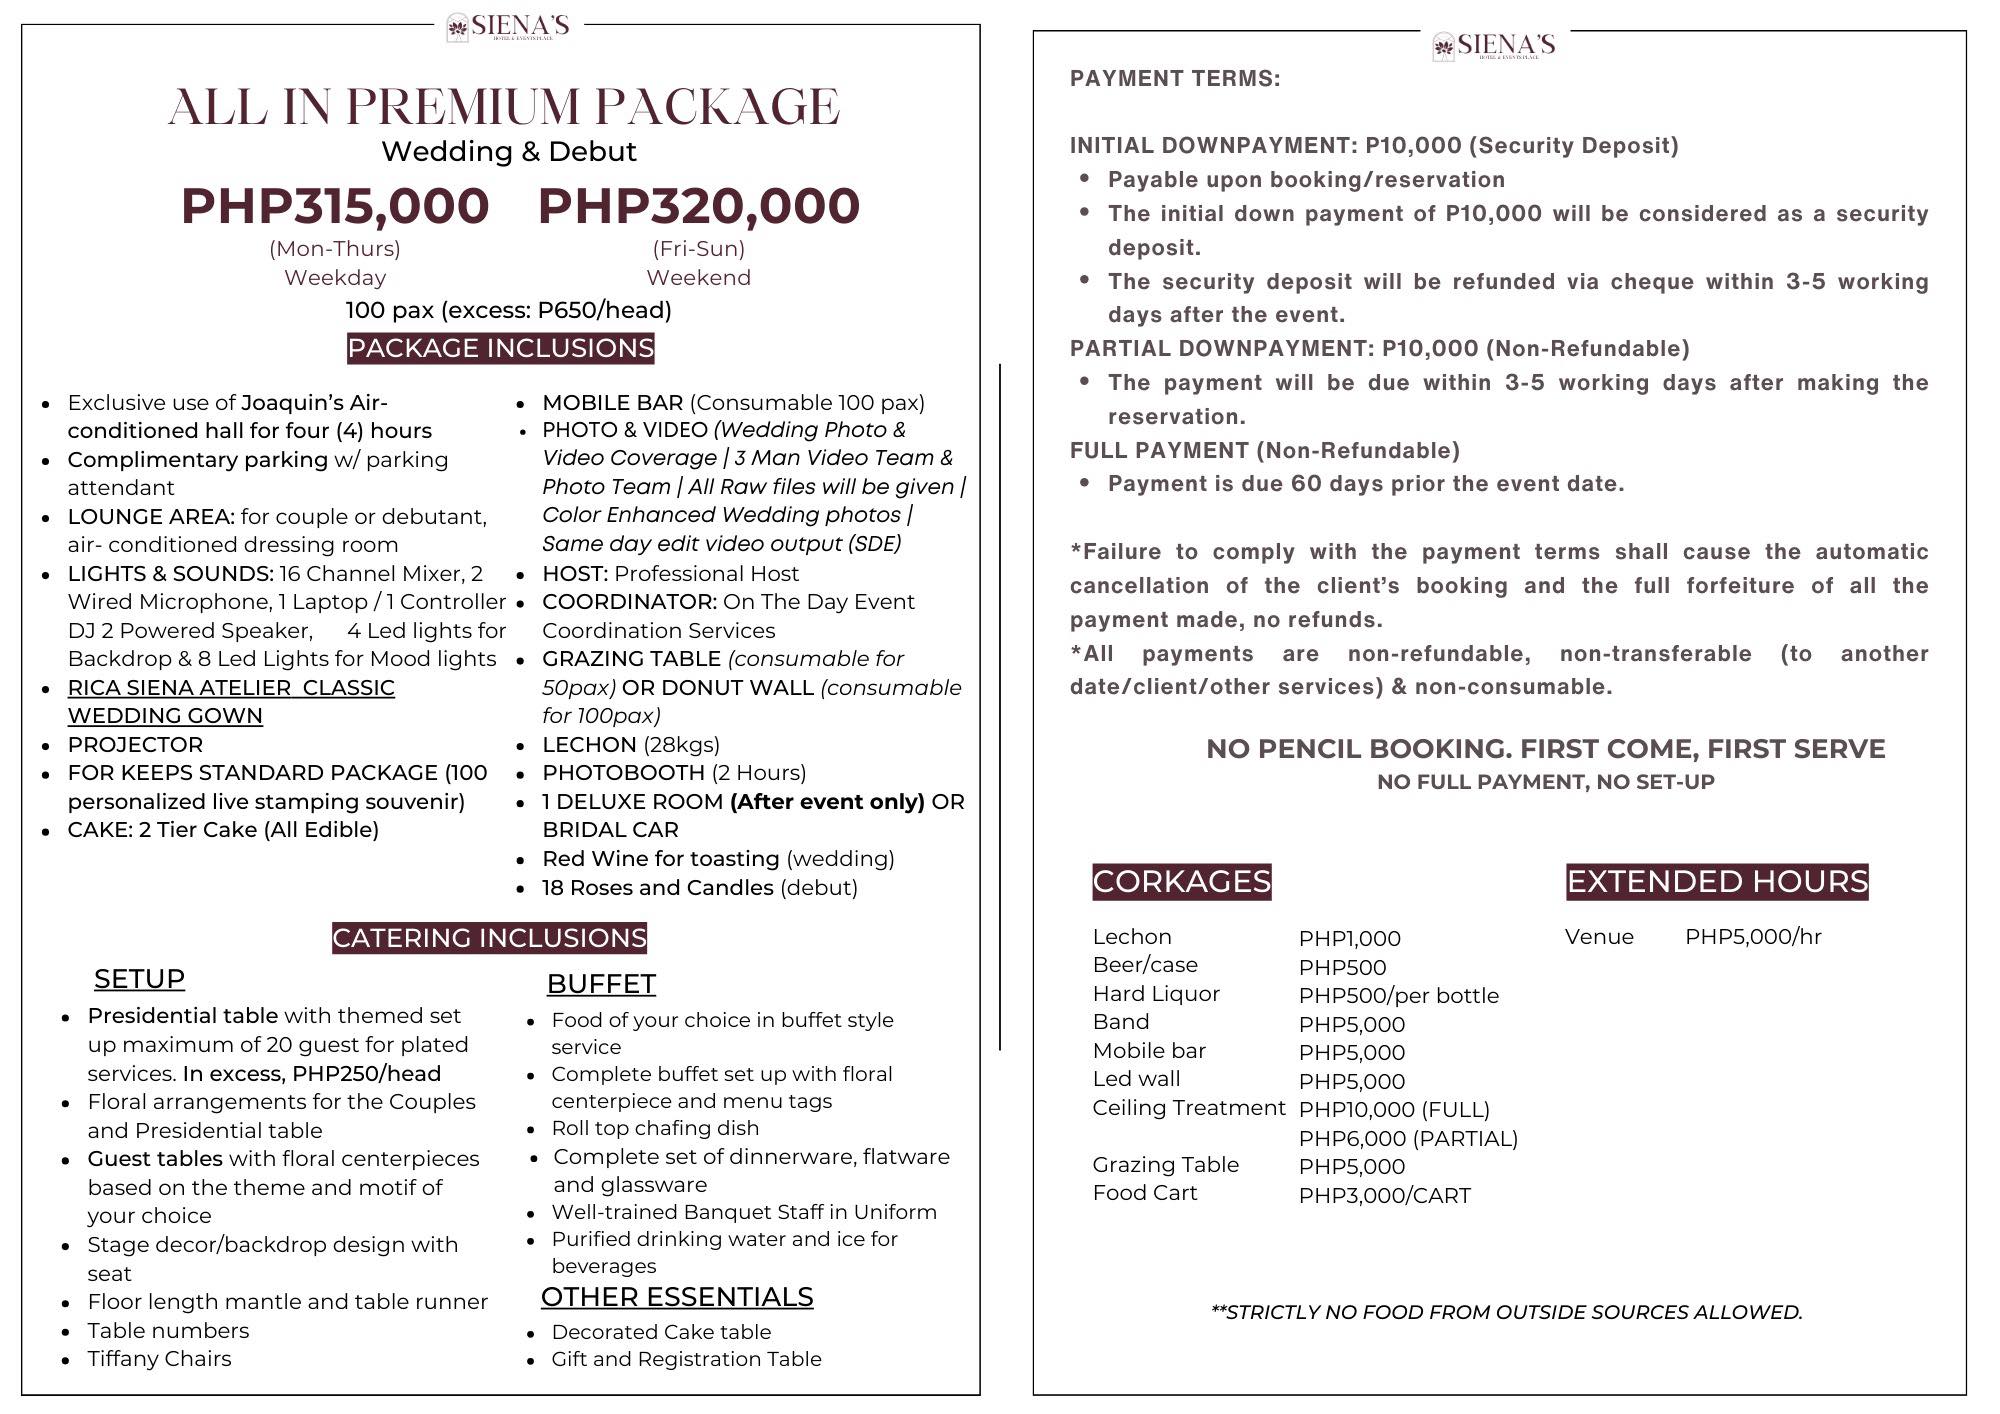 SIENA'S
HOTEL & EVENTS PLACE
ALL IN PREMIUM PACKAGE
Wedding & Debut
PHP315,000 PHP320,000
(Mon-Thurs) (Fri-Sun)
Weekday Weekend
100 pax (excess: P650/head)
PACKAGE INCLUSIONS
• Exclusive use of Joaquin's Air-
conditioned hall for four (4) hours
• Complimentary parking w/ parking
attendant
• LOUNGE AREA: for couple or debutant,
air- conditioned dressing room
• LIGHTS & SOUNDS: 16 Channel Mixer, 2
Wired Microphone, 1 Laptop / 1 Controller
DJ 2 Powered Speaker, 4 Led lights for
Backdrop & 8 Led Lights for Mood lights
• RICA SIENA ATELIER CLASSIC
WEDDING GOWN
• PROJECTOR
• FOR KEEPS STANDARD PACKAGE (100
personalized live stamping souvenir)
• CAKE: 2 Tier Cake (All Edible)
• MOBILE BAR (Consumable 100 pax)
• PHOTO & VIDEO (Wedding Photo &
Video Coverage | 3 Man Video Team &
Photo Team | All Raw files will be given |
Color Enhanced Wedding photos |
Same day edit video output (SDE)
• HOST: Professional Host
• COORDINATOR: On The Day Event
Coordination Services
• GRAZING TABLE (consumable for
50pax) OR DONUT WALL (consumable
for 100pax)
• LECHON (28kgs)
• PHOTOBOOTH (2 Hours)
• 1 DELUXE ROOM (After event only) OR
BRIDAL CAR
• Red Wine for toasting (wedding)
• 18 Roses and Candles (debut)
CATERING INCLUSIONS
SETUP
• Presidential table with themed set
up maximum of 20 guest for plated
services. In excess, PHP250/head
• Floral arrangements for the Couples
and Presidential table
• Guest tables with floral centerpieces
based on the theme and motif of
your choice
• Stage decor/backdrop design with
seat
• Floor length mantle and table runner
• Table numbers
• Tiffany Chairs
BUFFET
• Food of your choice in buffet style
service
• Complete buffet set up with floral
centerpiece and menu tags
• Roll top chafing dish
• Complete set of dinnerware, flatware
and glassware
• Well-trained Banquet Staff in Uniform
• Purified drinking water and ice for
beverages
OTHER ESSENTIALS
• Decorated Cake table
• Gift and Registration Table
SIENA'S
HOTEL & EVENTS PLACE
PAYMENT TERMS:
INITIAL DOWNPAYMENT: P10,000 (Security Deposit)
• Payable upon booking/reservation
• The initial down payment of P10,000 will be considered as a security
deposit.
• The security deposit will be refunded via cheque within 3-5 working
days after the event.
PARTIAL DOWNPAYMENT: P10,000 (Non-Refundable)
• The payment will be due within 3-5 working days after making the
reservation.
FULL PAYMENT (Non-Refundable)
• Payment is due 60 days prior the event date.
*Failure to comply with the payment terms shall cause the automatic
cancellation of the client's booking and the full forfeiture of all the
payment made, no refunds.
*All payments are non-refundable, non-transferable (to another
date/client/other services) & non-consumable.
NO PENCIL BOOKING. FIRST COME, FIRST SERVE
NO FULL PAYMENT, NO SET-UP
CORKAGES
Lechon PHP1,000
Beer/case PHP500
Hard Liquor PHP500/per bottle
Band PHP5,000
Mobile bar PHP5,000
Led wall PHP5,000
Ceiling Treatment PHP10,000 (FULL)
PHP6,000 (PARTIAL)
Grazing Table PHP5,000
Food Cart PHP3,000/CART
EXTENDED HOURS
Venue PHP5,000/hr
**STRICTLY NO FOOD FROM OUTSIDE SOURCES ALLOWED.